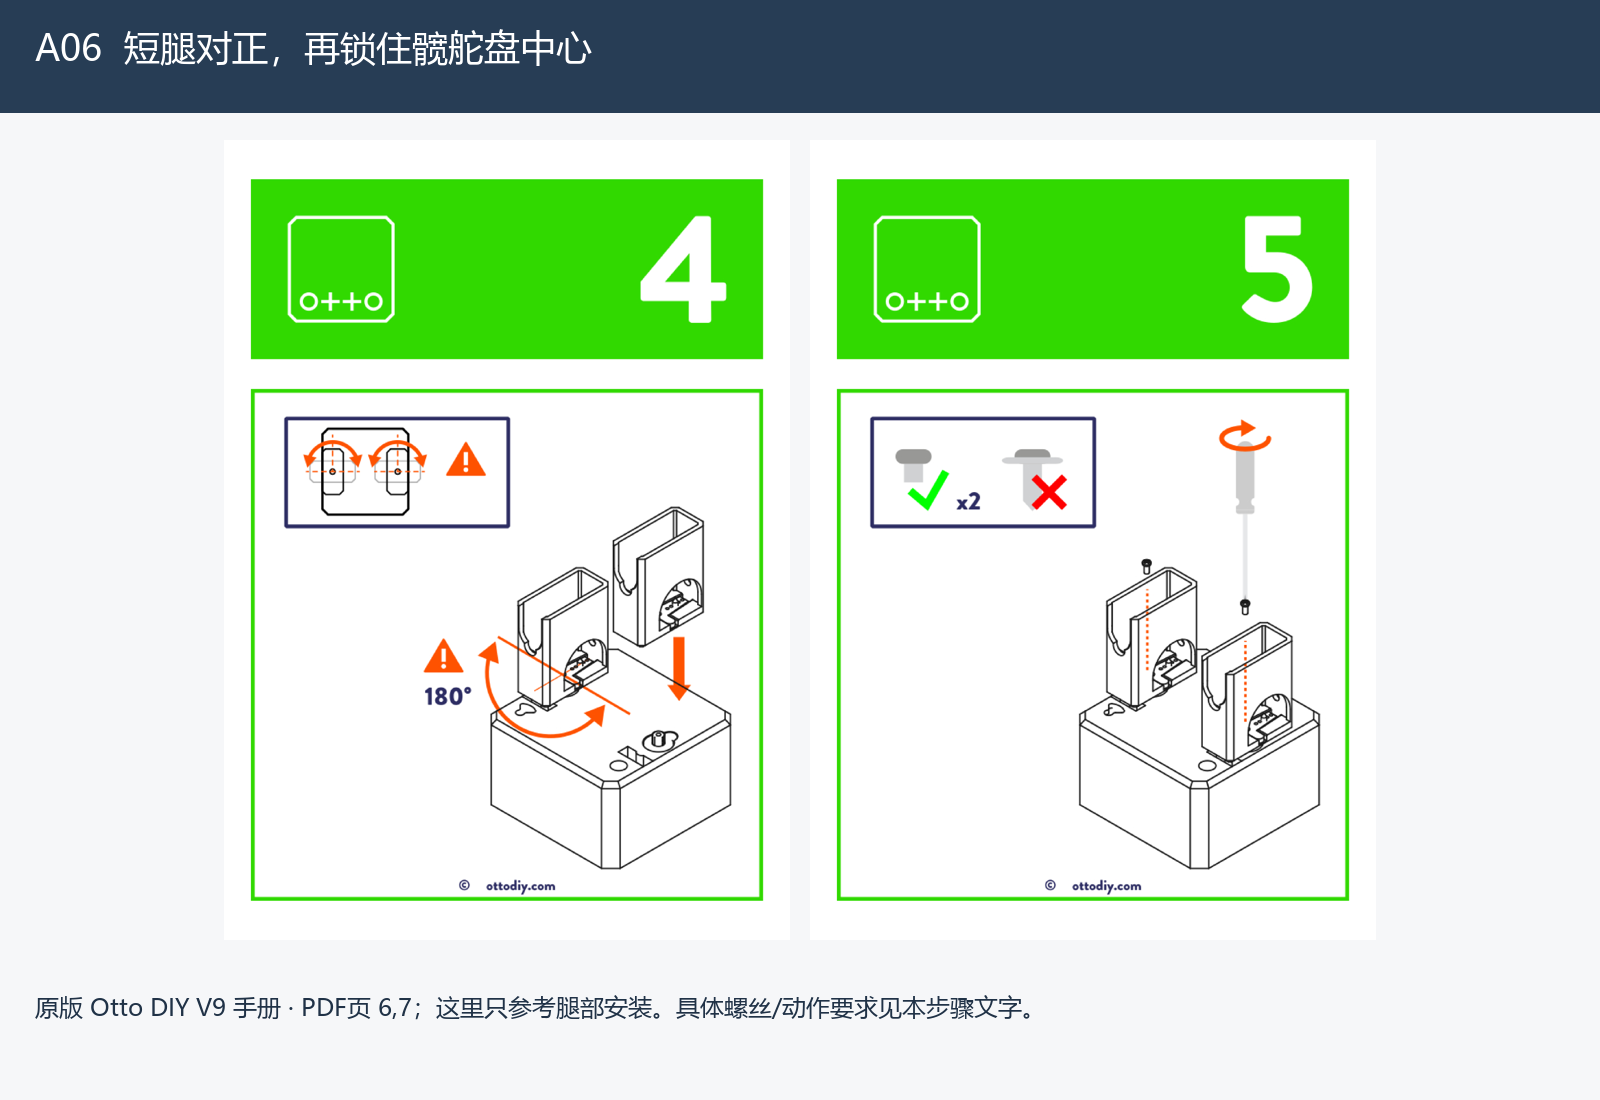 A06 短腿对正，再锁住髋舵盘中心
4
5
180°
x2
© ottodiy.com
© ottodiy.com
原版 Otto DIY V9 手册 · PDF页 6,7；这里只参考腿部安装。具体螺丝/动作要求见本步骤文字。